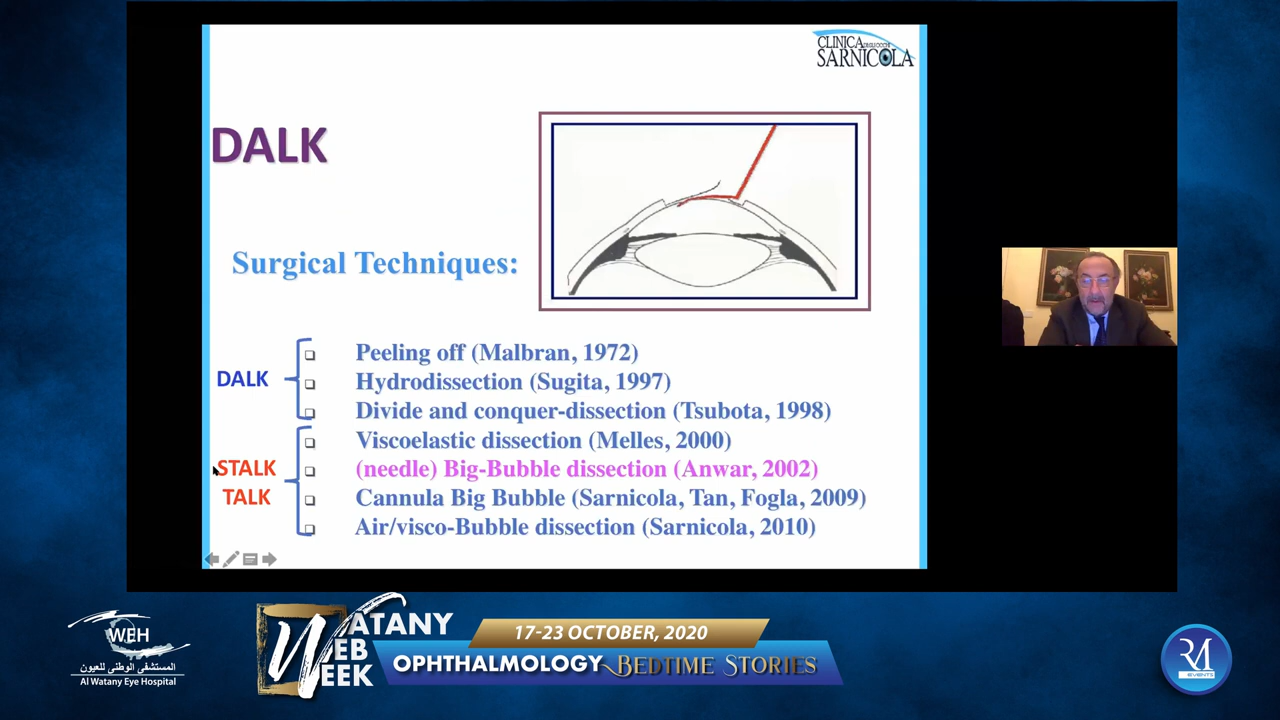 CLINICA DEGLI OCCHI
SARNICOLA
DALK
Surgical Techniques:
DALK
❑ Peeling off (Malbran, 1972)
❑ Hydrodissection (Sugita, 1997)
❑ Divide and conquer-dissection (Tsubota, 1998)
STALK
TALK
❑ Viscoelastic dissection (Melles, 2000)
❑ (needle) Big-Bubble dissection (Anwar, 2002)
❑ Cannula Big Bubble (Sarnicola, Tan, Fogla, 2009)
❑ Air/visco-Bubble dissection (Sarnicola, 2010)
WEH
المستشفى الوطني للعيون
Al Watany Eye Hospital
WATANY
WEB
WEEK
17-23 OCTOBER, 2020
OPHTHALMOLOGY BEDTIME STORIES
RM
EVENTS